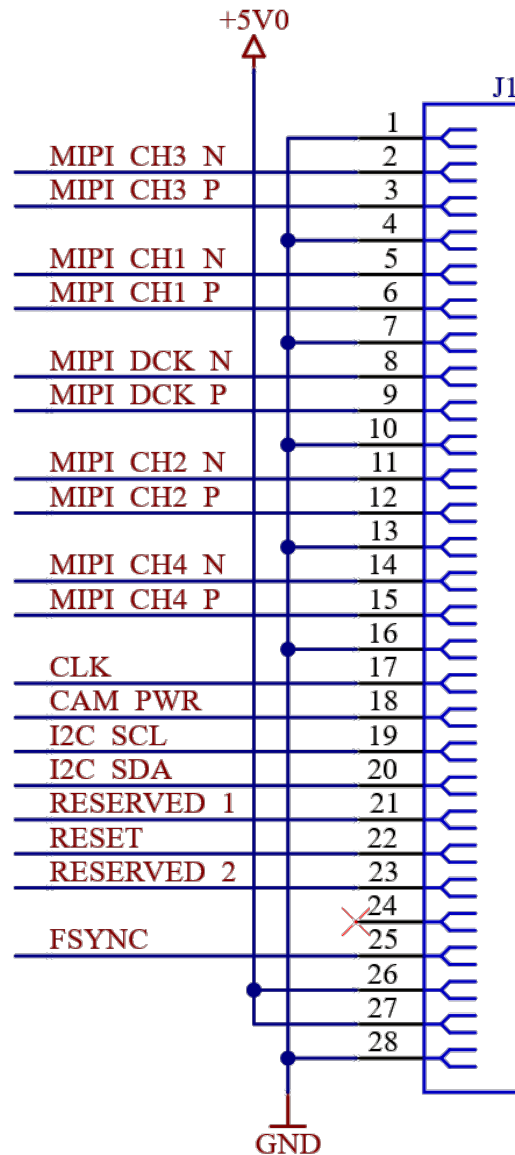 +5V0
J1
1
MIPI CH3 N 2
MIPI CH3 P 3
4
MIPI CH1 N 5
MIPI CH1 P 6
7
MIPI DCK N 8
MIPI DCK P 9
10
MIPI CH2 N 11
MIPI CH2 P 12
13
MIPI CH4 N 14
MIPI CH4 P 15
16
CLK 17
CAM PWR 18
I2C SCL 19
I2C SDA 20
RESERVED 1 21
RESET 22
RESERVED 2 23
24
FSYNC 25
26
27
28
GND